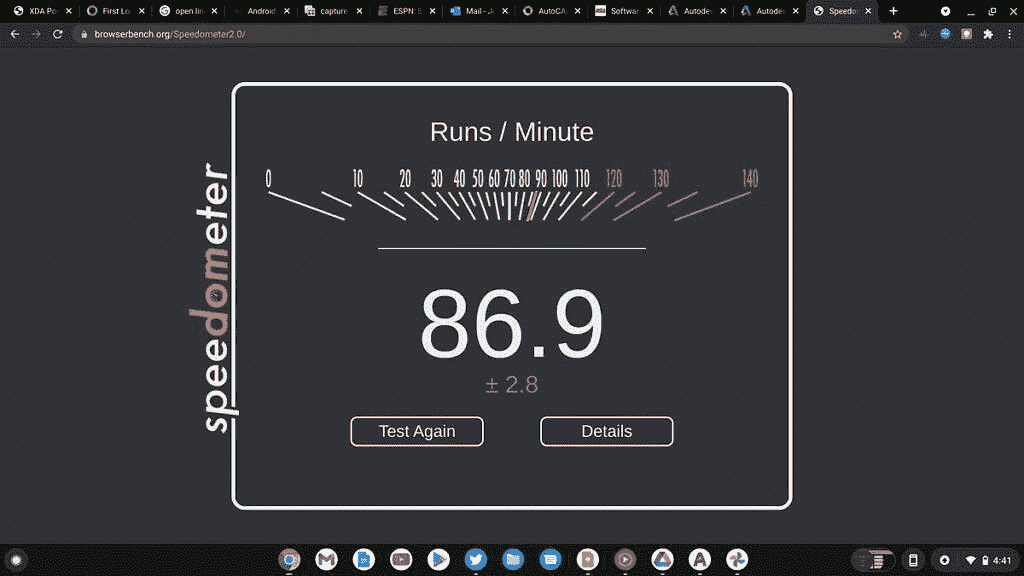 XDA Po
First Lo
open lin
Android
capture
ESPN: S
Mail - J
AutoCA
Softwar
Autode
Autode
Speedo
browserbench.org/Speedometer2.0/
Runs / Minute
0 10 20 30 40 50 60 70 80 90 100 110 120 130 140
speedometer
86.9
± 2.8
Test Again
Details
4:41